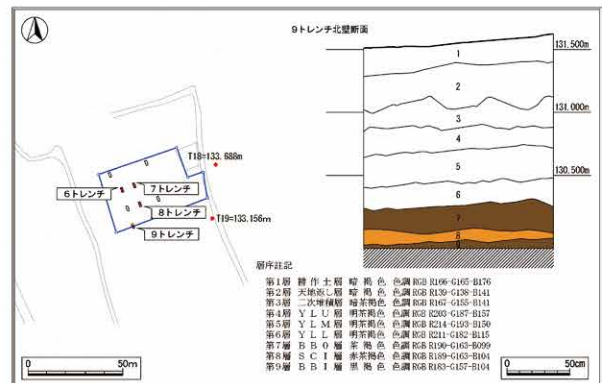 9トレンチ北壁断面
131.500m
1
2
131.000m
3
4
5
130.500m
6
7
8
9
T18=133.688m
6トレンチ
7トレンチ
8トレンチ
T19=133.156m
9トレンチ
0 50m
0 50cm
層序註記
第1層 耕作土層 暗褐色 色調RGB R166-G165-B176
第2層 天地返し層 暗褐色 色調RGB R139-G138-B141
第3層 二次堆積層 暗茶褐色 色調RGB R167-G155-B141
第4層 YLU層 明茶褐色 色調RGB R203-G187-B157
第5層 YLM層 明茶褐色 色調RGB R214-G193-B150
第6層 YLL層 明茶褐色 色調RGB R211-G182-B115
第7層 BB0層 茶褐色 色調RGB R190-G163-B099
第8層 SCI層 赤茶褐色 色調RGB R189-G163-B104
第9層 BBI層 黒褐色 色調RGB R183-G157-B104